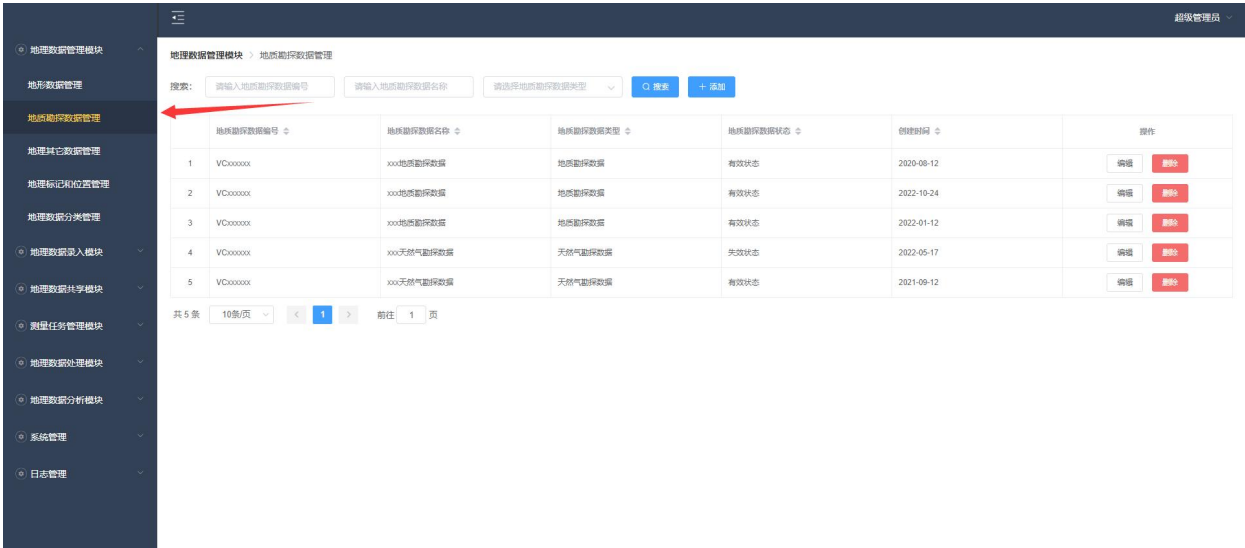 超级管理员
地理数据管理模块
地形数据管理
地质勘探数据管理
地理其它数据管理
地理标记和位置管理
地理数据分类管理
地理数据录入模块
地理数据共享模块
测量任务管理模块
地理数据处理模块
地理数据分析模块
系统管理
日志管理
地理数据管理模块 > 地质勘探数据管理
搜索: 请输入地质勘探数据编号 请输入地质勘探数据名称 请选择地质勘探数据类型 搜索 + 添加
地质勘探数据编号 地质勘探数据名称 地质勘探数据类型 地质勘探数据状态 创建时间 操作
1 VCxxxxxx xxx地质勘探数据 地质勘探数据 有效状态 2020-08-12 编辑 删除
2 VCxxxxxx xxx地质勘探数据 地质勘探数据 有效状态 2022-10-24 编辑 删除
3 VCxxxxxx xxx地质勘探数据 地质勘探数据 有效状态 2022-01-12 编辑 删除
4 VCxxxxxx xxx天然气勘探数据 天然气勘探数据 失效状态 2022-05-17 编辑 删除
5 VCxxxxxx xxx天然气勘探数据 天然气勘探数据 有效状态 2021-09-12 编辑 删除
共 5 条 10条/页 < 1 > 前往 1 页